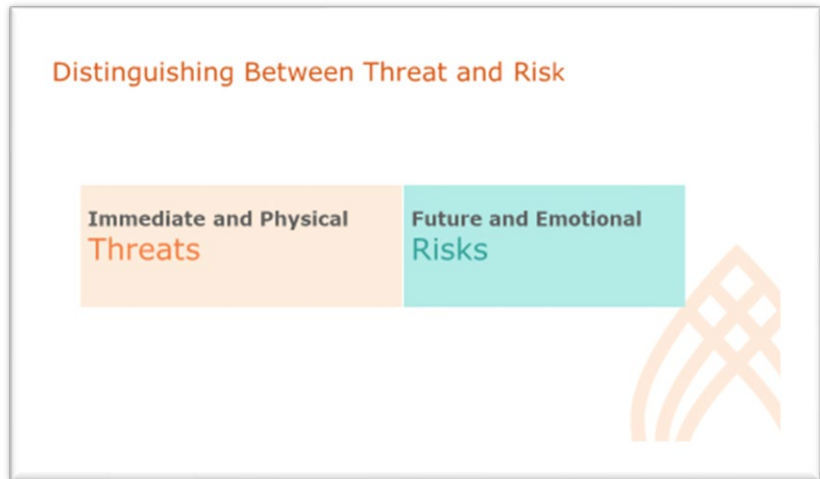 Distinguishing Between Threat and Risk
Immediate and Physical
Threats
Future and Emotional
Risks